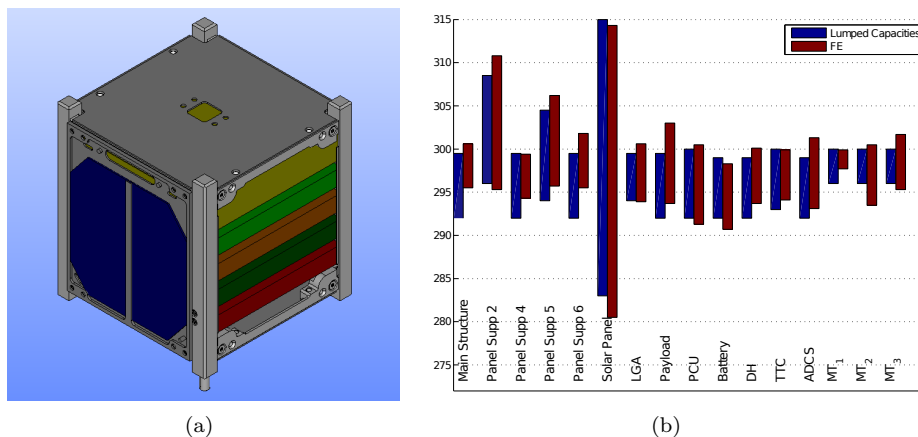 315
310
305
300
295
290
285
280
275
Lumped Capacities
FE
Main Structure
Panel Supp 2
Panel Supp 4
Panel Supp 5
Panel Supp 6
Solar Panel
LGA
Payload
PCU
Battery
DH
TTC
ADCS
MT1
MT2
MT3
(a)
(b)